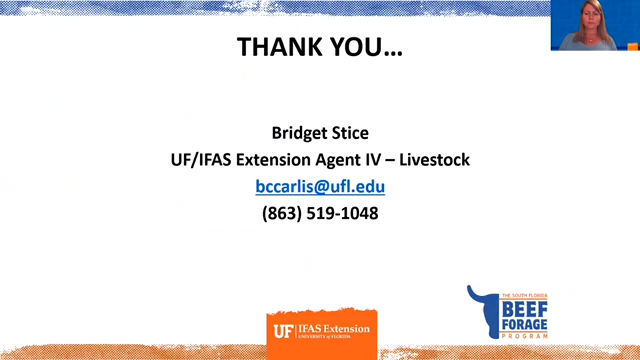 THANK YOU...
Bridget Stice
UF/IFAS Extension Agent IV – Livestock
bccarlis@ufl.edu
(863) 519-1048
THE SOUTH FLORIDA
BEEF
FORAGE
PROGRAM
UF IFAS Extension
UNIVERSITY of FLORIDA